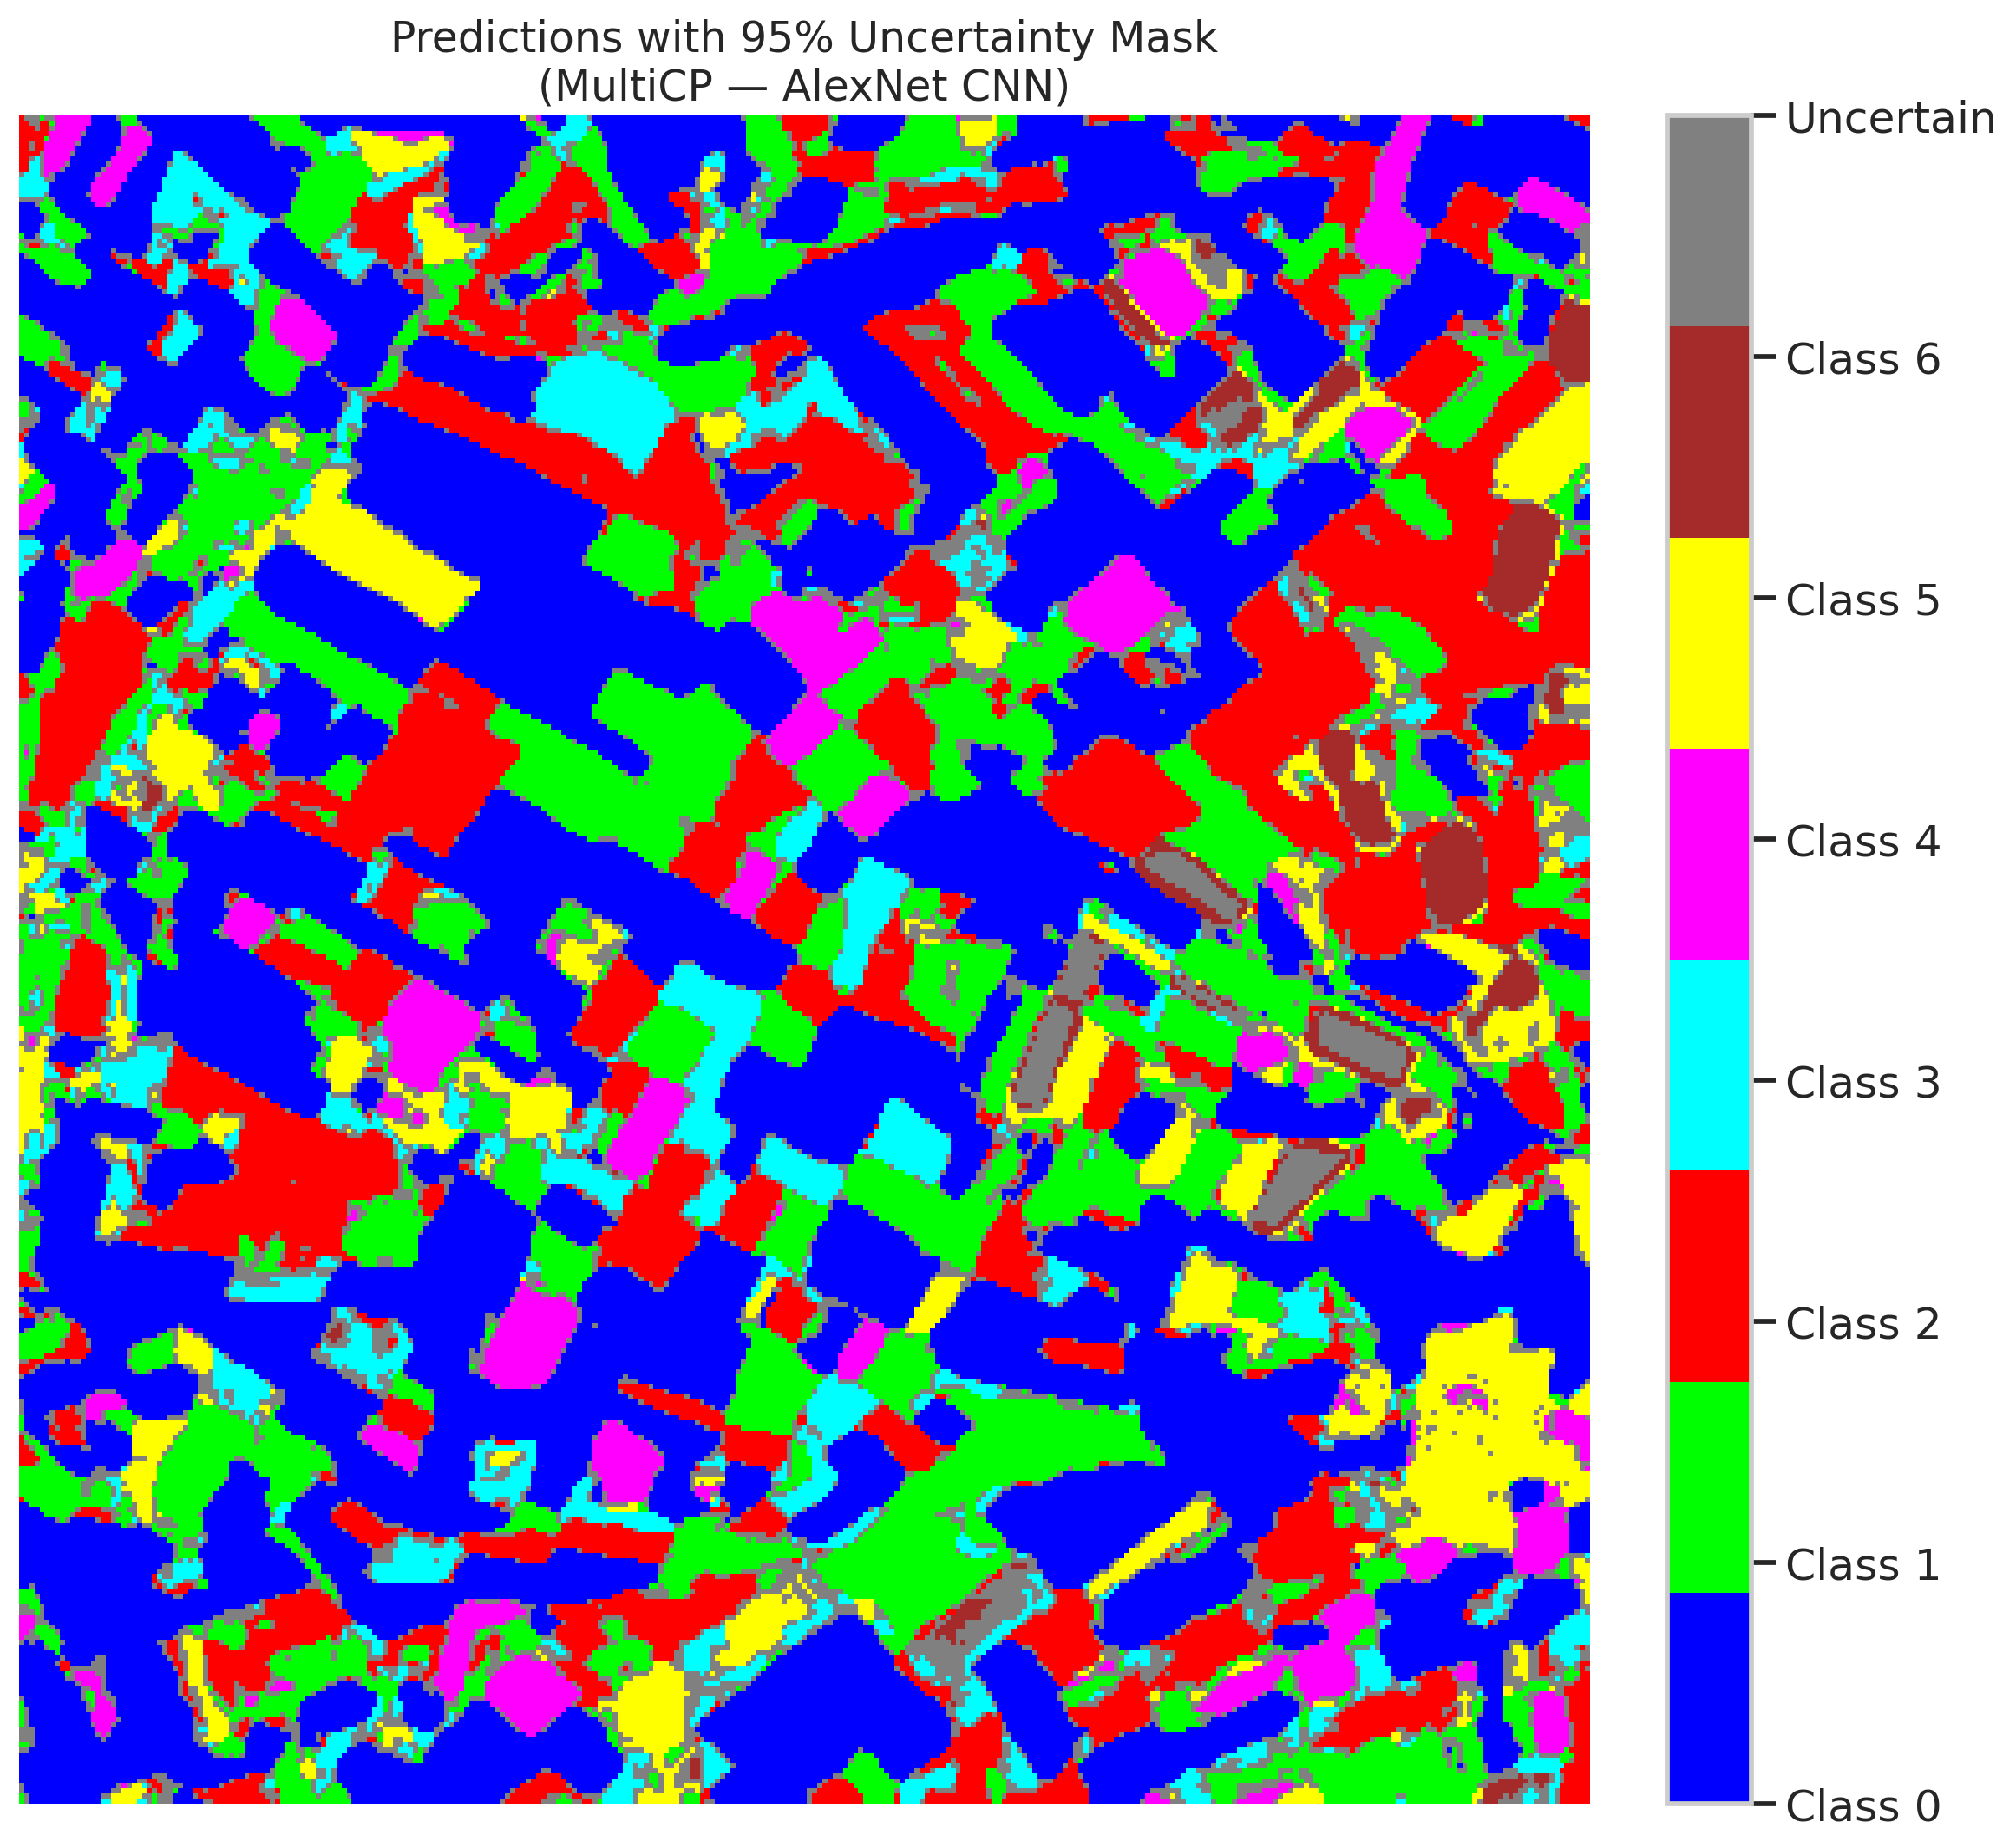 Predictions with 95% Uncertainty Mask
(MultiCP — AlexNet CNN)
Uncertain
Class 6
Class 5
Class 4
Class 3
Class 2
Class 1
Class 0